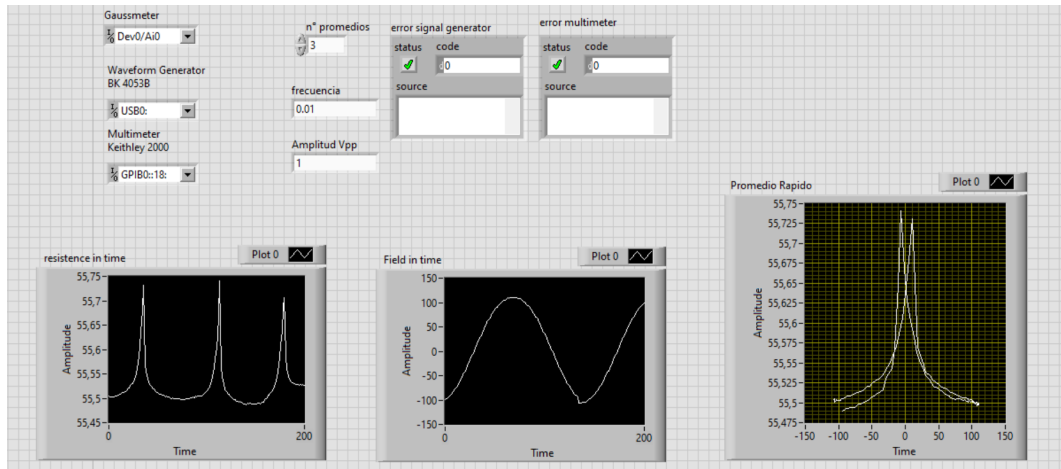 Gaussmeter
Dev0/Ai0
Waveform Generator
BK 4053B
USB0:
Multimeter
Keithley 2000
GPIB0::18:
n° promedios
3
frecuencia
0.01
Amplitud Vpp
1
error signal generator
status code
0
source
error multimeter
status code
0
source
resistence in time
Plot 0
Amplitude
55,75
55,7
55,65
55,6
55,55
55,5
55,45
0 200
Time
Field in time
Plot 0
Amplitude
150
100
50
0
-50
-100
-150
0 200
Time
Promedio Rapido
Plot 0
Amplitude
55,75
55,725
55,7
55,675
55,65
55,625
55,6
55,575
55,55
55,525
55,5
55,475
-150 -100 -50 0 50 100 150
Time